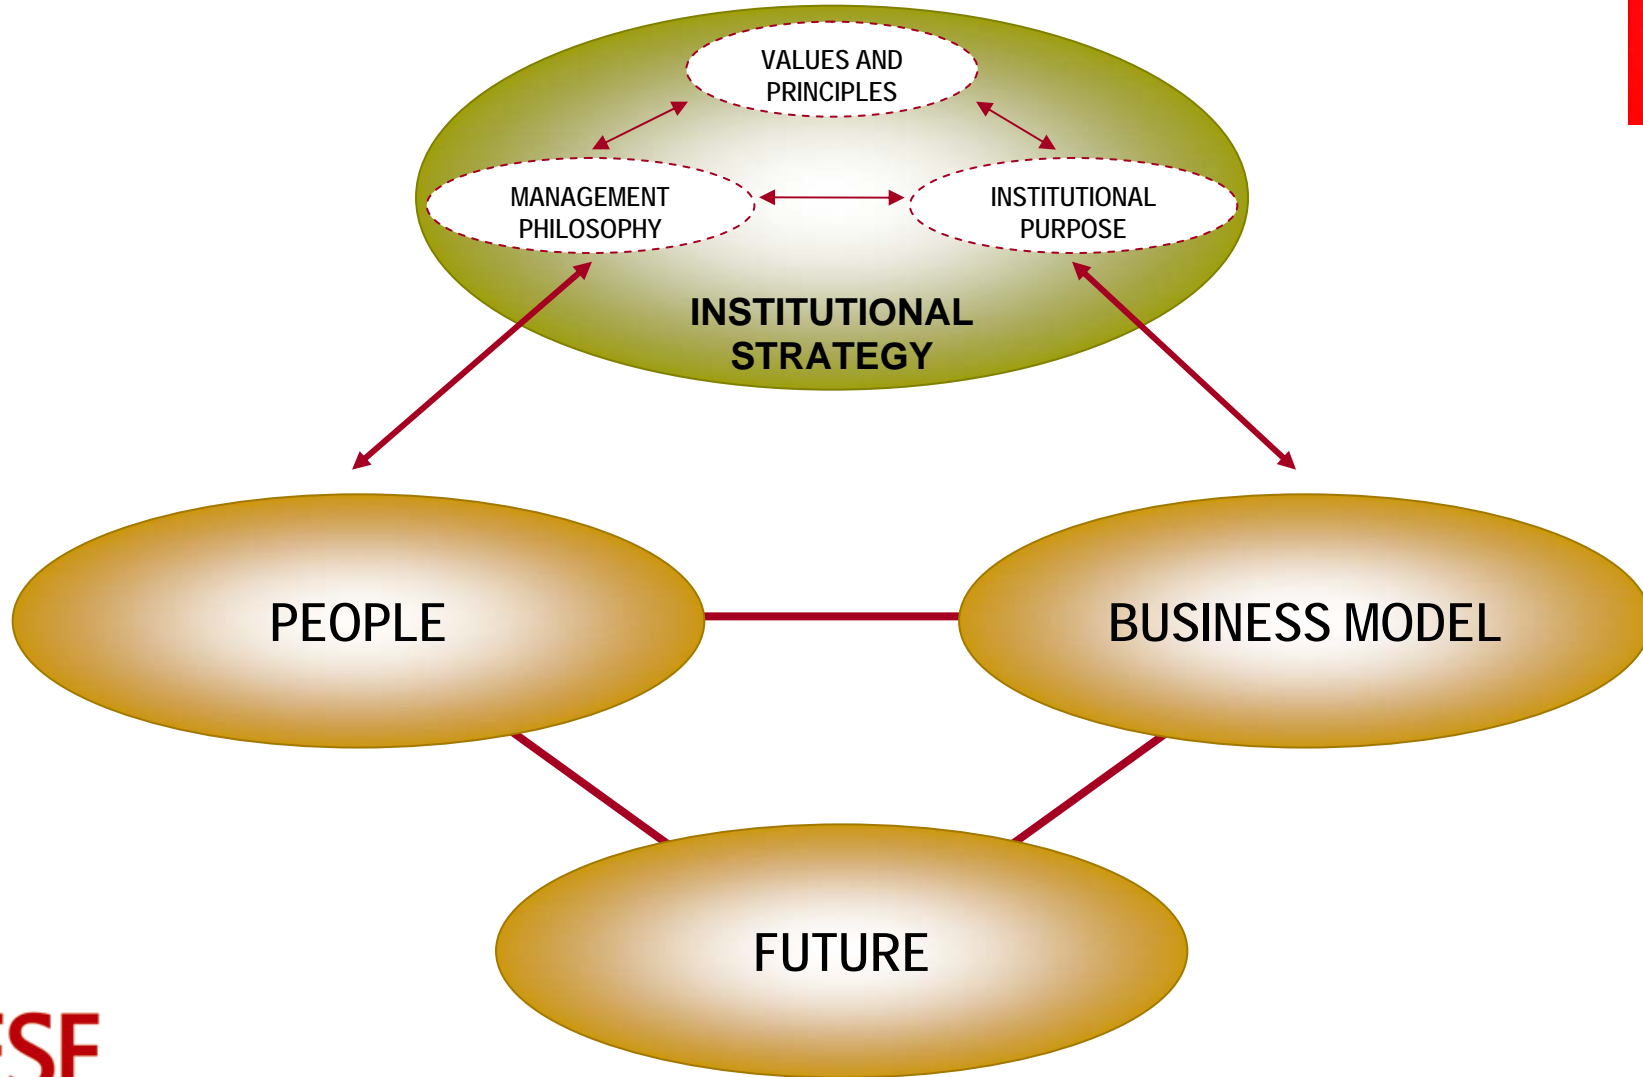 VALUES AND
PRINCIPLES
MANAGEMENT
PHILOSOPHY
INSTITUTIONAL
PURPOSE
INSTITUTIONAL
STRATEGY
PEOPLE
BUSINESS MODEL
FUTURE